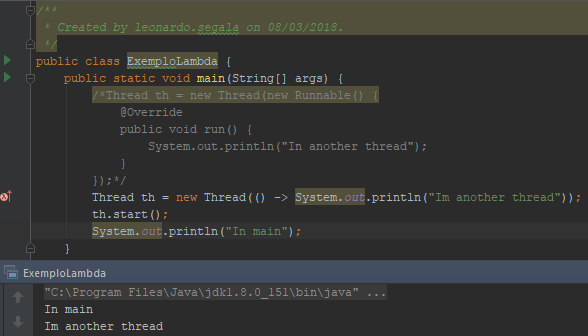 /**
* Created by leonardo.segala on 08/03/2018.
*/
public class ExemploLambda {
public static void main(String[] args) {
/*Thread th = new Thread(new Runnable() {
@Override
public void run() {
System.out.println("In another thread");
}
});*/
Thread th = new Thread(() -> System.out.println("Im another thread"));
th.start();
System.out.println("In main");
}
ExemploLambda
"C:\Program Files\Java\jdk1.8.0_151\bin\java" ...
In main
Im another thread